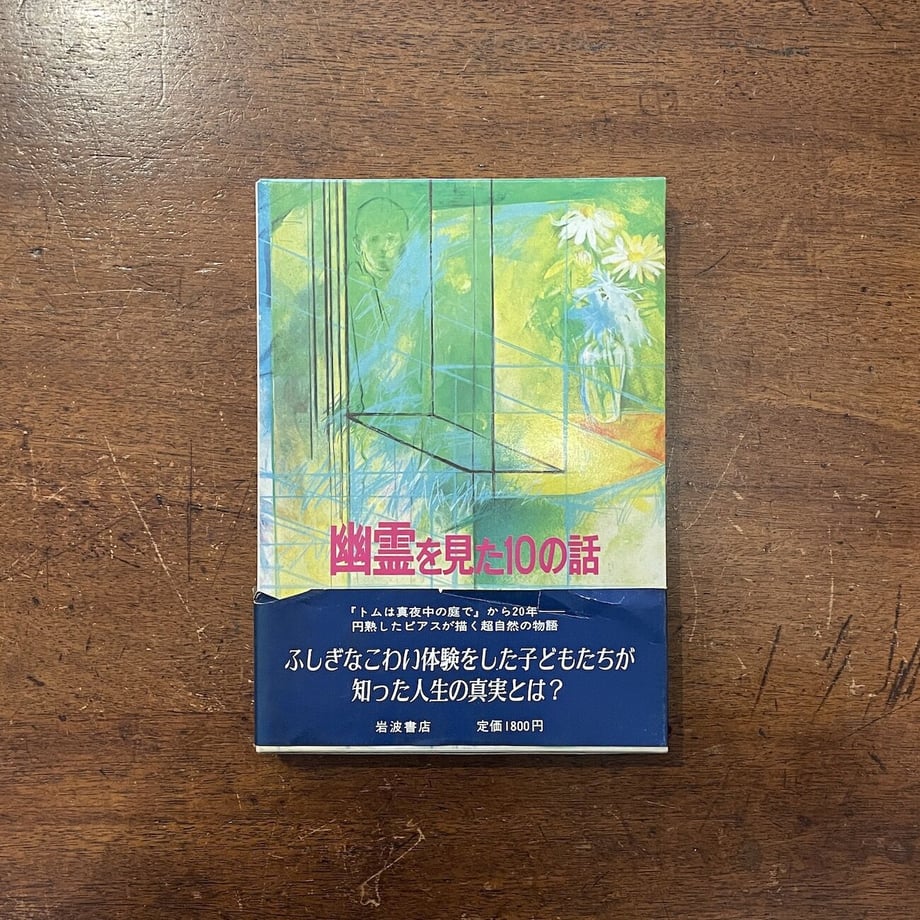 幽霊を見た10の話
『トムは真夜中の庭で』から20年──
円熟したピアスが描く超自然の物語
ふしぎなこわい体験をした子どもたちが
知った人生の真実とは？
岩波書店 定価1800円